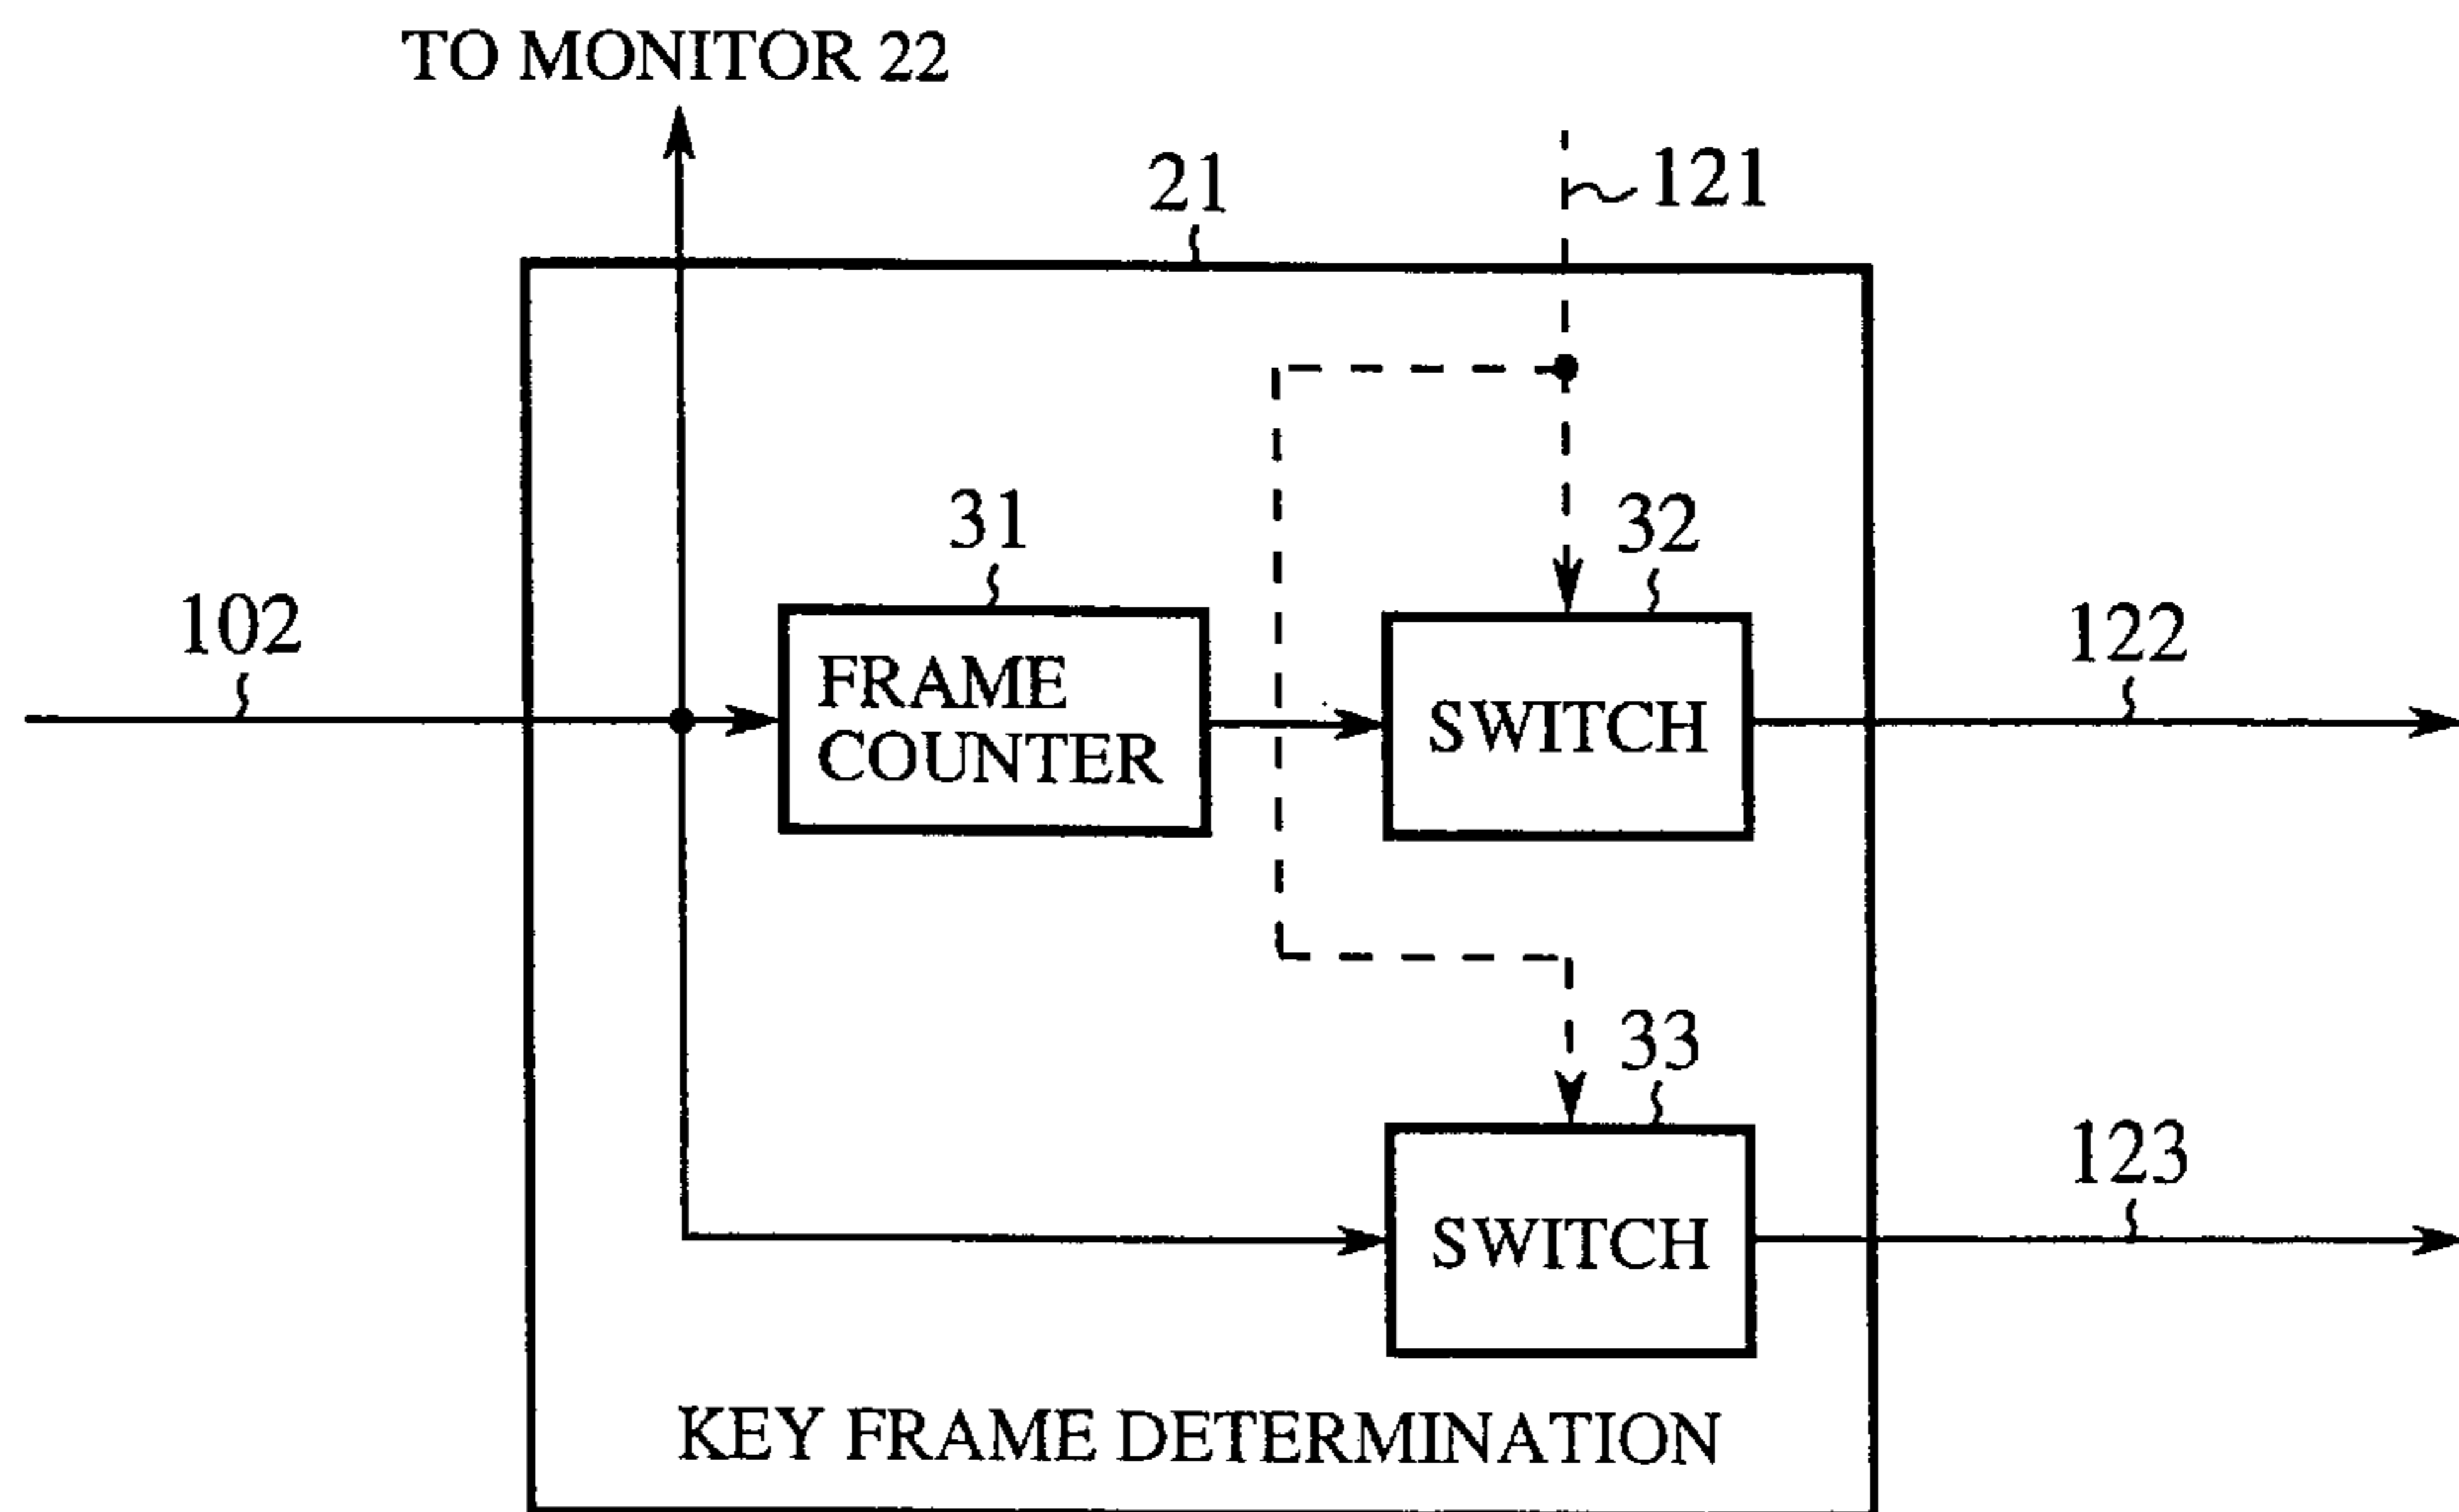 TO MONITOR 22
21
121
31
32
102
FRAME
COUNTER
SWITCH
122
33
123
SWITCH
KEY FRAME DETERMINATION